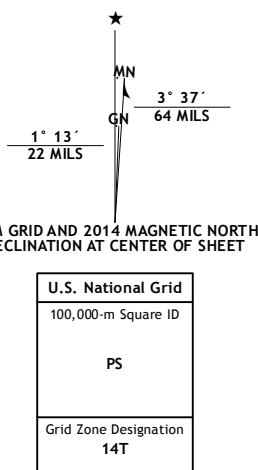 ★
MN
3° 37´
64 MILS
GN
1° 13´
22 MILS
GRID AND 2014 MAGNETIC NORTH
ECLINATION AT CENTER OF SHEET
U.S. National Grid
100,000-m Square ID
PS
Grid Zone Designation
14T